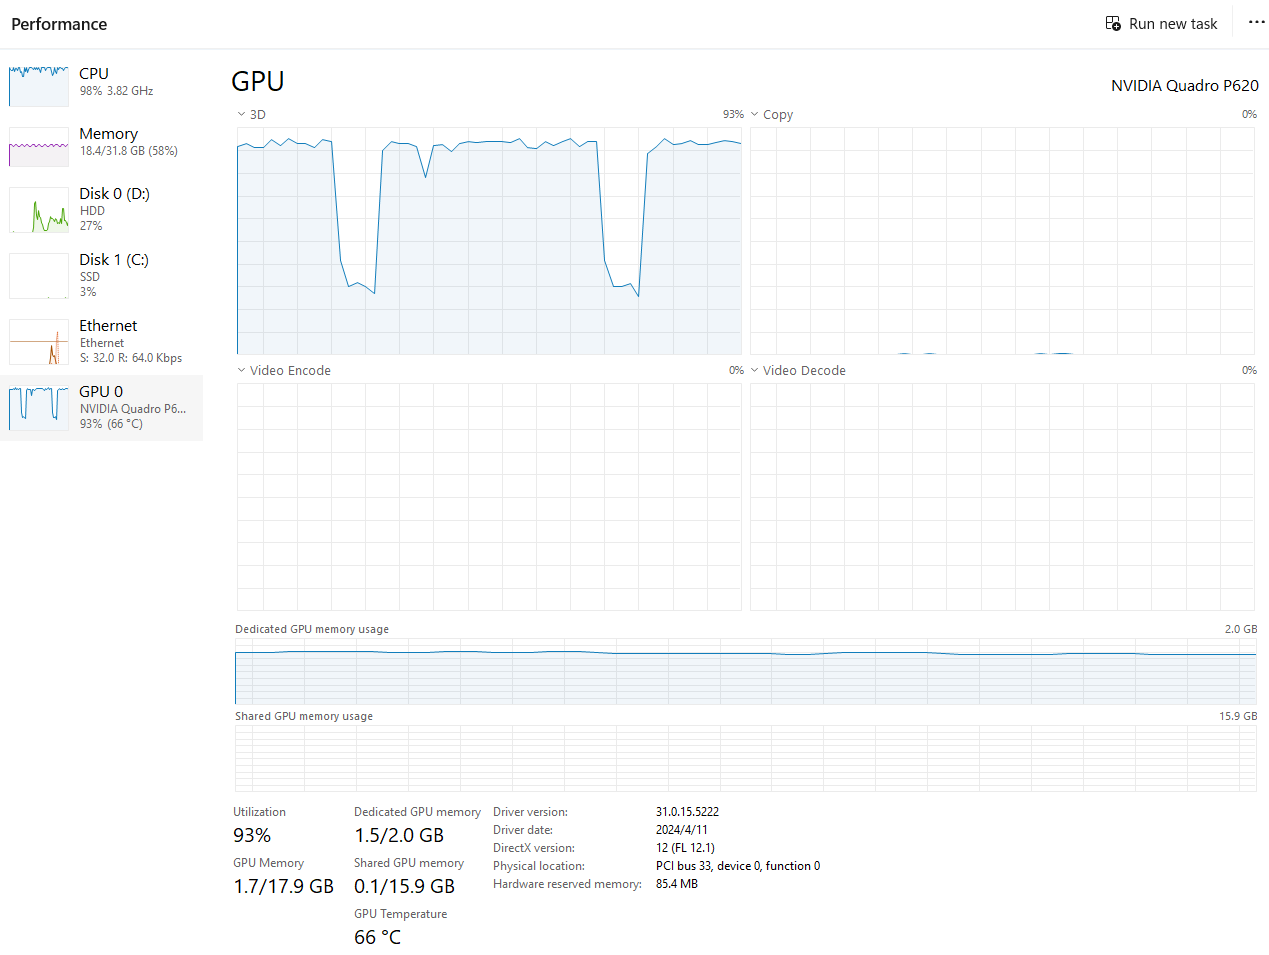 Performance
Run new task
CPU
98% 3.82 GHz
Memory
18.4/31.8 GB (58%)
Disk 0 (D:)
HDD
27%
Disk 1 (C:)
SSD
3%
Ethernet
Ethernet
S: 32.0 R: 64.0 Kbps
GPU 0
NVIDIA Quadro P6...
93% (66 °C)
GPU
NVIDIA Quadro P620
3D 93%
Copy 0%
Video Encode 0%
Video Decode 0%
Dedicated GPU memory usage 2.0 GB
Shared GPU memory usage 15.9 GB
Utilization
93%
GPU Memory
1.7/17.9 GB
Dedicated GPU memory
1.5/2.0 GB
Shared GPU memory
0.1/15.9 GB
GPU Temperature
66 °C
Driver version: 31.0.15.5222
Driver date: 2024/4/11
DirectX version: 12 (FL 12.1)
Physical location: PCI bus 33, device 0, function 0
Hardware reserved memory: 85.4 MB